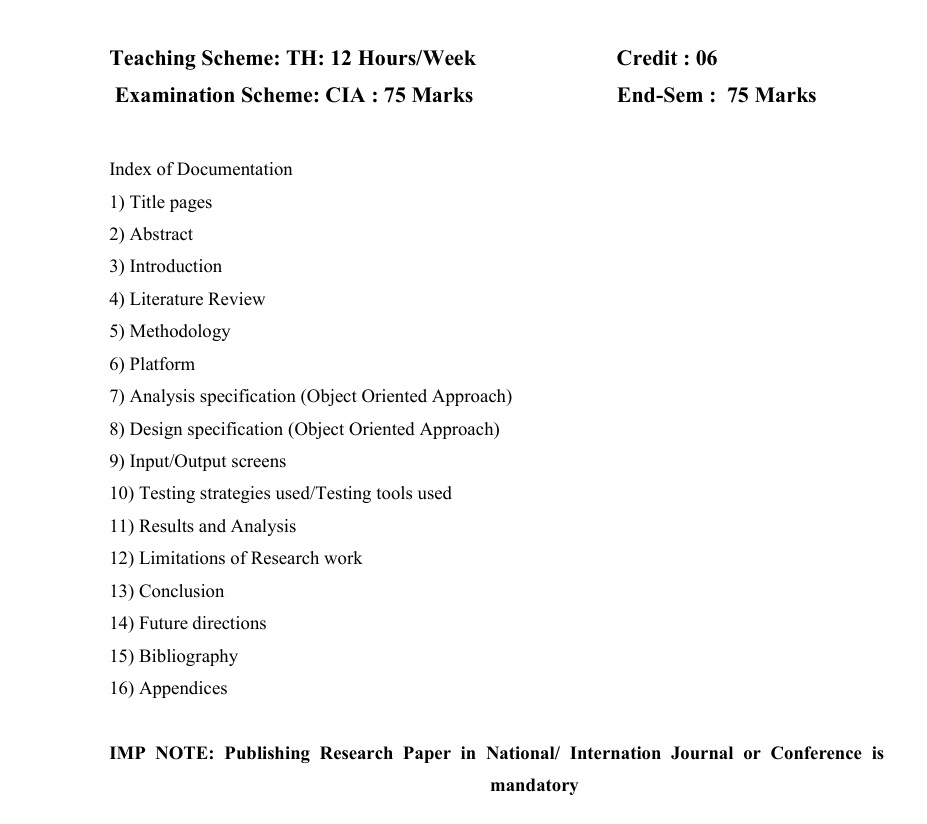 Teaching Scheme: TH: 12 Hours/Week Credit : 06
Examination Scheme: CIA : 75 Marks End-Sem : 75 Marks
Index of Documentation
1) Title pages
2) Abstract
3) Introduction
4) Literature Review
5) Methodology
6) Platform
7) Analysis specification (Object Oriented Approach)
8) Design specification (Object Oriented Approach)
9) Input/Output screens
10) Testing strategies used/Testing tools used
11) Results and Analysis
12) Limitations of Research work
13) Conclusion
14) Future directions
15) Bibliography
16) Appendices
IMP NOTE: Publishing Research Paper in National/ Internation Journal or Conference is
mandatory